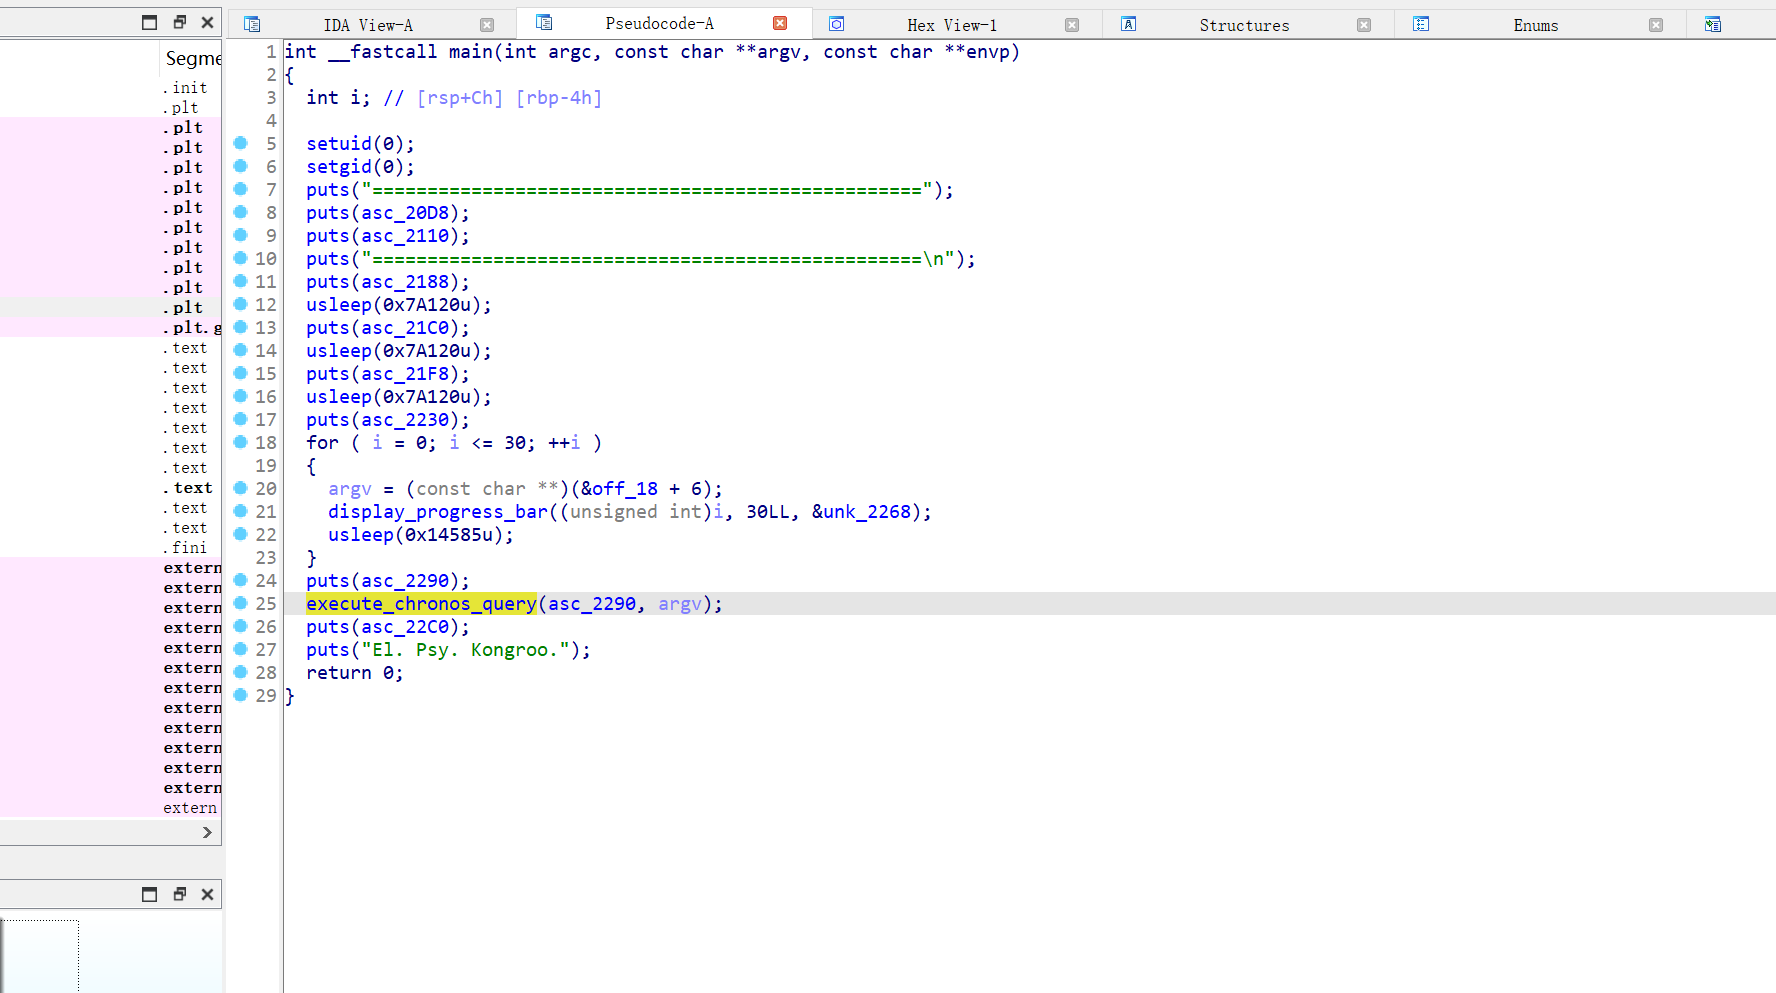 IDA View-A
Pseudocode-A
Hex View-1
Structures
Enums
Segme
.init
.plt
.plt
.plt
.plt
.plt
.plt
.plt
.plt
.plt
.plt
.plt
.plt.g
.text
.text
.text
.text
.text
.text
.text
.text
.text
.text
.fini
extern
extern
extern
extern
extern
extern
extern
extern
extern
extern
extern
extern
extern
1 int __fastcall main(int argc, const char **argv, const char **envp)
2 {
3 int i; // [rsp+Ch] [rbp-4h]
4
5 setuid(0);
6 setgid(0);
7 puts("==================================================");
8 puts(asc_20D8);
9 puts(asc_2110);
10 puts("==================================================\n");
11 puts(asc_2188);
12 usleep(0x7A120u);
13 puts(asc_21C0);
14 usleep(0x7A120u);
15 puts(asc_21F8);
16 usleep(0x7A120u);
17 puts(asc_2230);
18 for ( i = 0; i <= 30; ++i )
19 {
20 argv = (const char **)(&off_18 + 6);
21 display_progress_bar((unsigned int)i, 30LL, &unk_2268);
22 usleep(0x14585u);
23 }
24 puts(asc_2290);
25 execute_chronos_query(asc_2290, argv);
26 puts(asc_22C0);
27 puts("El. Psy. Kongroo.");
28 return 0;
29 }